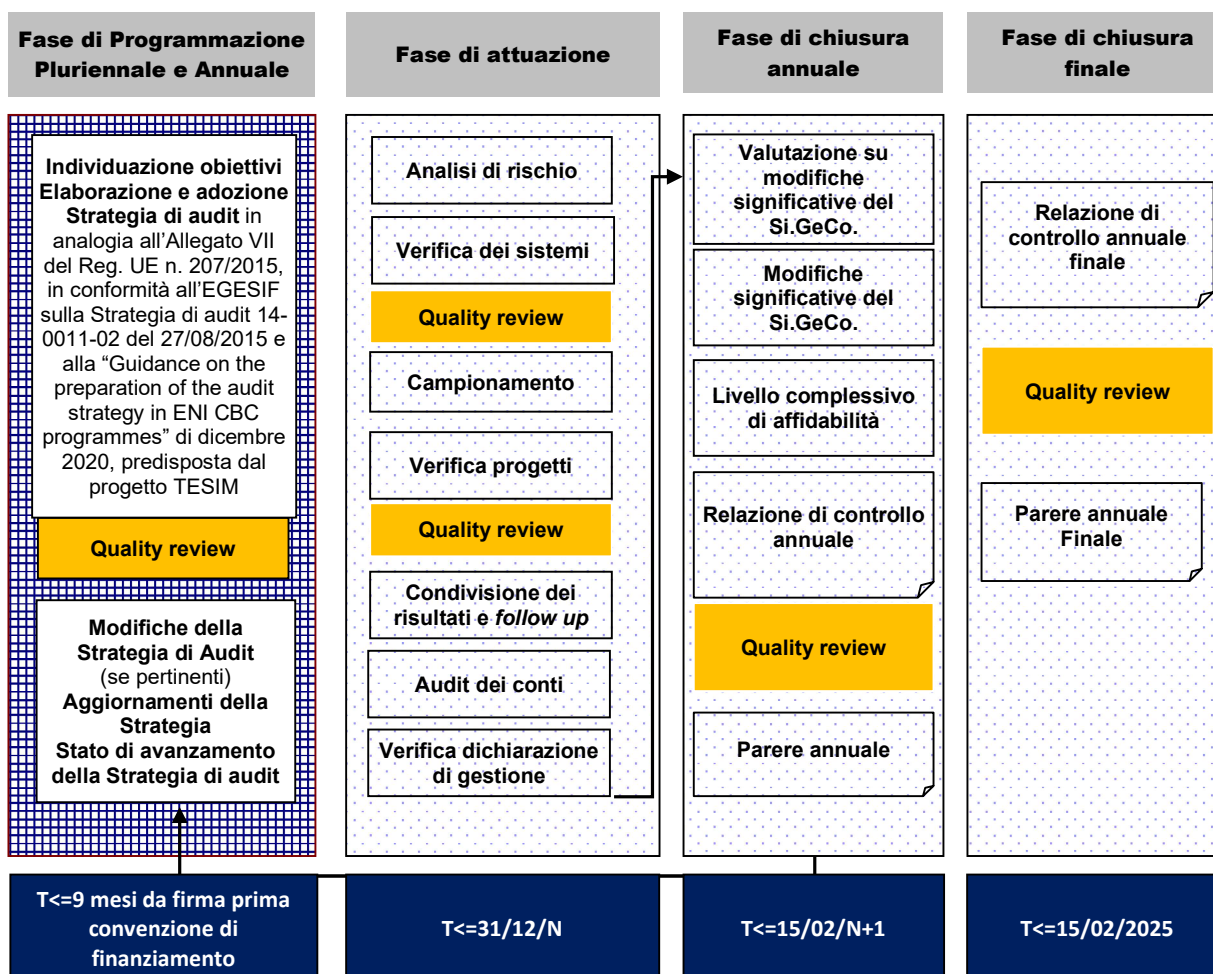 Fase di Programmazione
Pluriennale e Annuale
Fase di attuazione
Fase di chiusura
annuale
Fase di chiusura
finale
Individuazione obiettivi
Elaborazione e adozione
Strategia di audit in
analogia all'Allegato VII
del Reg. UE n. 207/2015,
in conformità all'EGESIF
sulla Strategia di audit 14-
0011-02 del 27/08/2015 e
alla "Guidance on the
preparation of the audit
strategy in ENI CBC
programmes" di dicembre
2020, predisposta dal
progetto TESIM
Quality review
Modifiche della
Strategia di Audit
(se pertinenti)
Aggiornamenti della
Strategia
Stato di avanzamento
della Strategia di audit
Analisi di rischio
Verifica dei sistemi
Quality review
Campionamento
Verifica progetti
Quality review
Condivisione dei
risultati e follow up
Audit dei conti
Verifica dichiarazione
di gestione
Valutazione su
modifiche
significative del
Si.GeCo.
Modifiche
significative del
Si.GeCo.
Livello complessivo
di affidabilità
Relazione di controllo
annuale
Quality review
Parere annuale
Relazione di
controllo annuale
finale
Quality review
Parere annuale
Finale
T<=9 mesi da firma prima
convenzione di
finanziamento
T<=31/12/N
T<=15/02/N+1
T<=15/02/2025